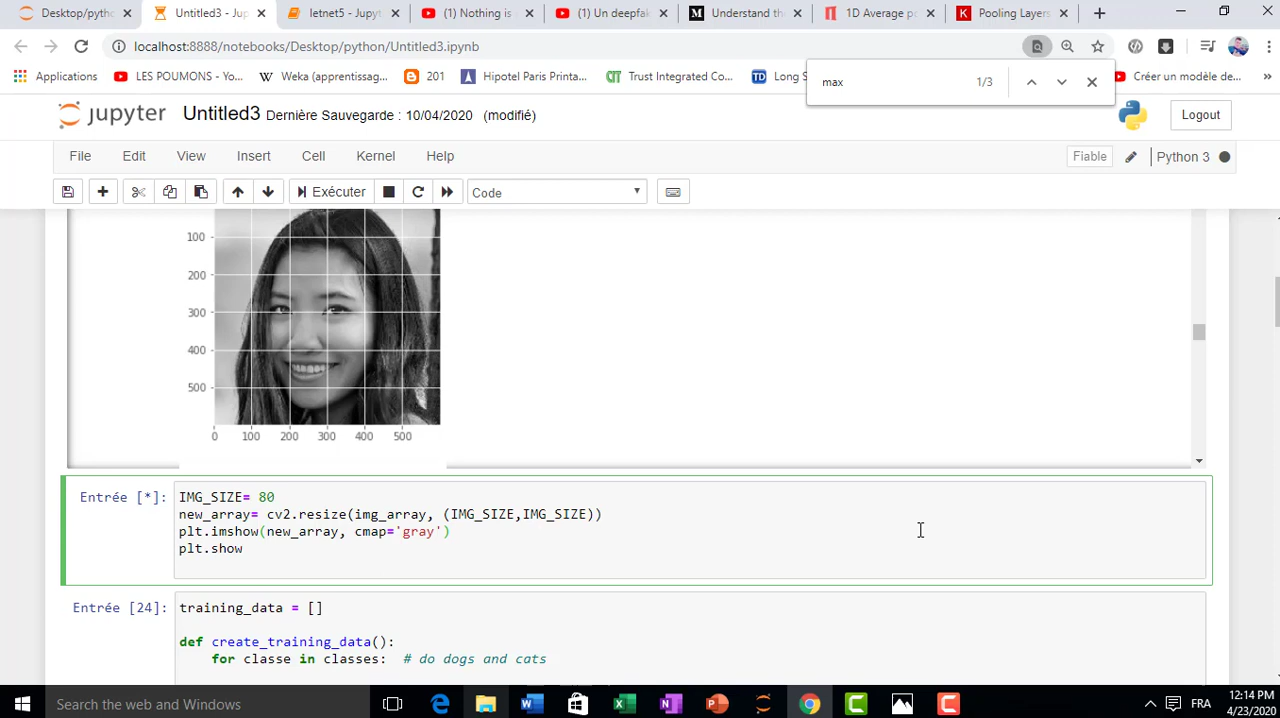 Desktop/python/
Untitled3 - Jup
letnet5 - Jupyte
(1) Nothing is
(1) Un deepfak
Understand the
1D Average po
Pooling Layers
localhost:8888/notebooks/Desktop/python/Untitled3.ipynb
Applications
LES POUMONS - Yo...
Weka (apprentissag...
201
Hipotel Paris Printa...
Trust Integrated Co...
Long S
Créer un modèle de...
max
1/3
jupyter
Untitled3
Dernière Sauvegarde : 10/04/2020 (modifié)
Logout
File
Edit
View
Insert
Cell
Kernel
Help
Fiable
Python 3
Exécuter
Code
100
200
300
400
500
0 100 200 300 400 500
Entrée [*]:
IMG_SIZE= 80
new_array= cv2.resize(img_array, (IMG_SIZE,IMG_SIZE))
plt.imshow(new_array, cmap='gray')
plt.show
Entrée [24]:
training_data = []
def create_training_data():
for classe in classes: # do dogs and cats
Search the web and Windows
FR
12:14 PM
4/23/2020